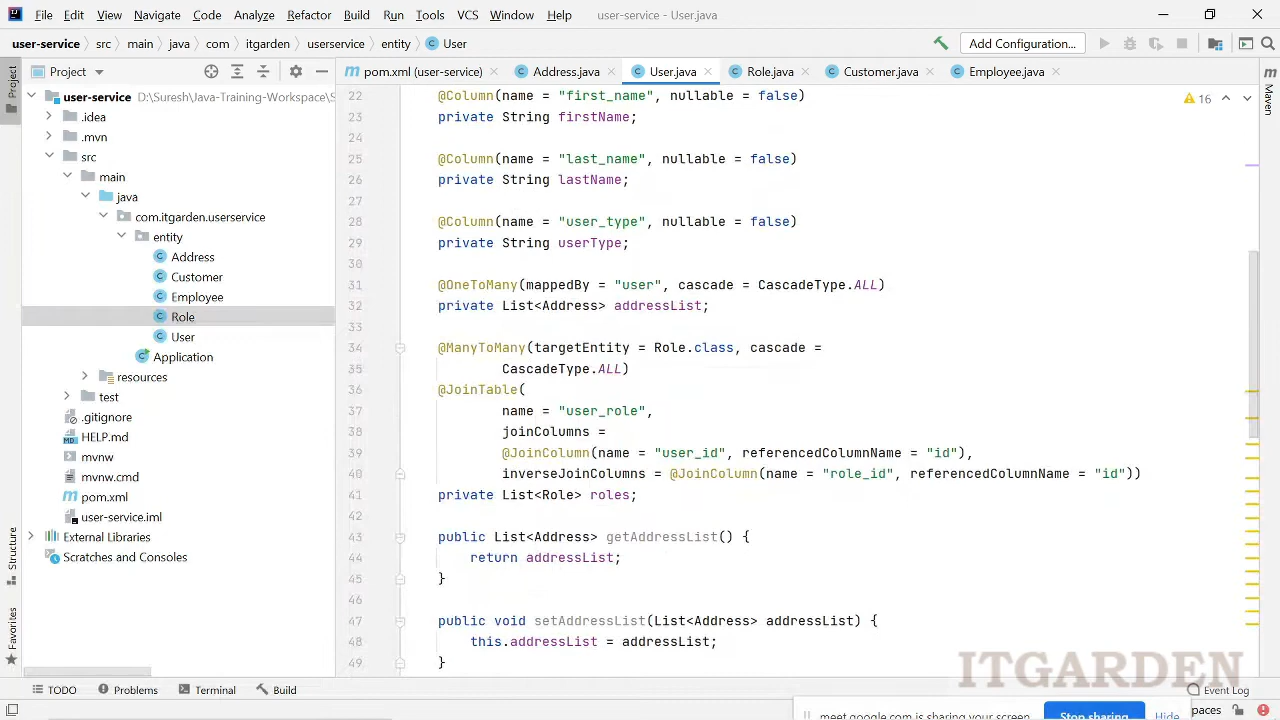 File Edit View Navigate Code Analyze Refactor Build Run Tools VCS Window Help user-service - User.java
user-service src main java com itgarden userservice entity User Add Configuration...
Project
Project
pom.xml (user-service) Address.java User.java Role.java Customer.java Employee.java
Maven
user-service D:\Suresh\Java-Training-Workspace\S
.idea
.mvn
src
main
java
com.itgarden.userservice
entity
Address
Customer
Employee
Role
User
Application
resources
test
.gitignore
HELP.md
mvnw
mvnw.cmd
pom.xml
user-service.iml
External Libraries
Scratches and Consoles
Structure
Favorites
16
22 @Column(name = "first_name", nullable = false)
23 private String firstName;
24
25 @Column(name = "last_name", nullable = false)
26 private String lastName;
27
28 @Column(name = "user_type", nullable = false)
29 private String userType;
30
31 @OneToMany(mappedBy = "user", cascade = CascadeType.ALL)
32 private List<Address> addressList;
33
34 @ManyToMany(targetEntity = Role.class, cascade =
35 CascadeType.ALL)
36 @JoinTable(
37 name = "user_role",
38 joinColumns =
39 @JoinColumn(name = "user_id", referencedColumnName = "id"),
40 inverseJoinColumns = @JoinColumn(name = "role_id", referencedColumnName = "id"))
41 private List<Role> roles;
42
43 public List<Address> getAddressList() {
44 return addressList;
45 }
46
47 public void setAddressList(List<Address> addressList) {
48 this.addressList = addressList;
49 }
ITGARDEN
TODO Problems Terminal Build Event Log
meet.google.com is sharing your screen. Stop sharing Hide paces